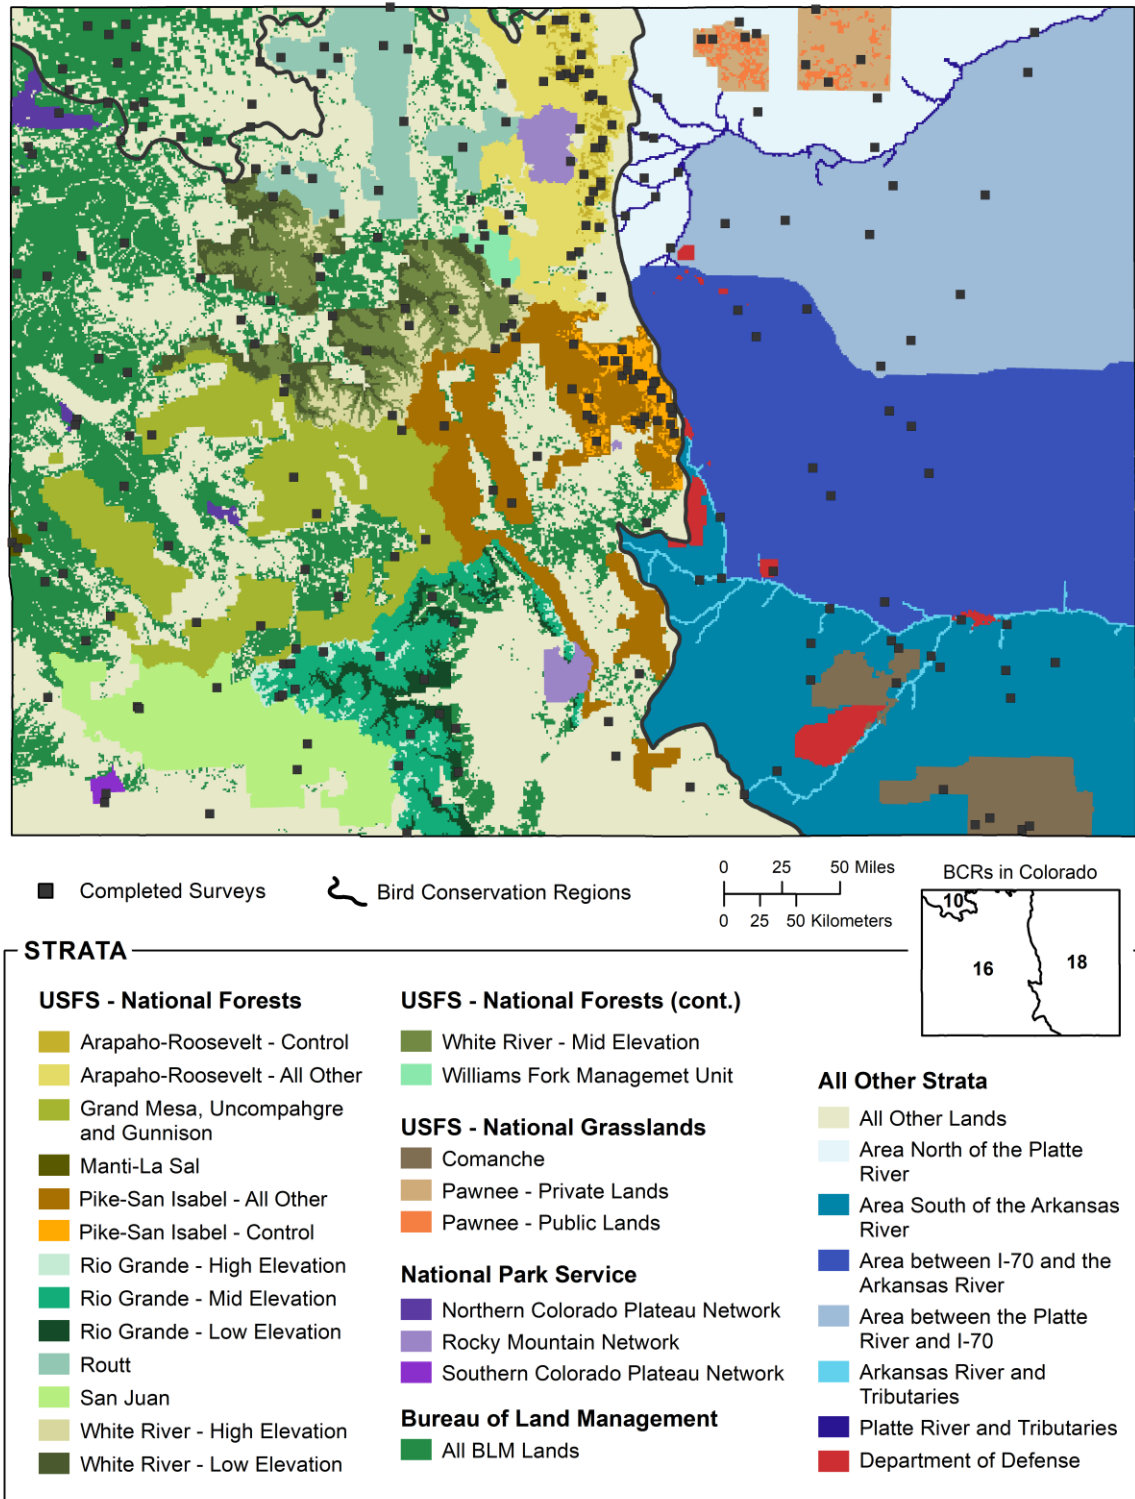 Completed Surveys
Bird Conservation Regions
0 25 50 Miles
0 25 50 Kilometers
BCRs in Colorado
10
16
18
STRATA
USFS - National Forests
Arapaho-Roosevelt - Control
Arapaho-Roosevelt - All Other
Grand Mesa, Uncompahgre
and Gunnison
Manti-La Sal
Pike-San Isabel - All Other
Pike-San Isabel - Control
Rio Grande - High Elevation
Rio Grande - Mid Elevation
Rio Grande - Low Elevation
Routt
San Juan
White River - High Elevation
White River - Low Elevation
USFS - National Forests (cont.)
White River - Mid Elevation
Williams Fork Managemet Unit
USFS - National Grasslands
Comanche
Pawnee - Private Lands
Pawnee - Public Lands
National Park Service
Northern Colorado Plateau Network
Rocky Mountain Network
Southern Colorado Plateau Network
Bureau of Land Management
All BLM Lands
All Other Strata
All Other Lands
Area North of the Platte
River
Area South of the Arkansas
River
Area between I-70 and the
Arkansas River
Area between the Platte
River and I-70
Arkansas River and
Tributaries
Platte River and Tributaries
Department of Defense